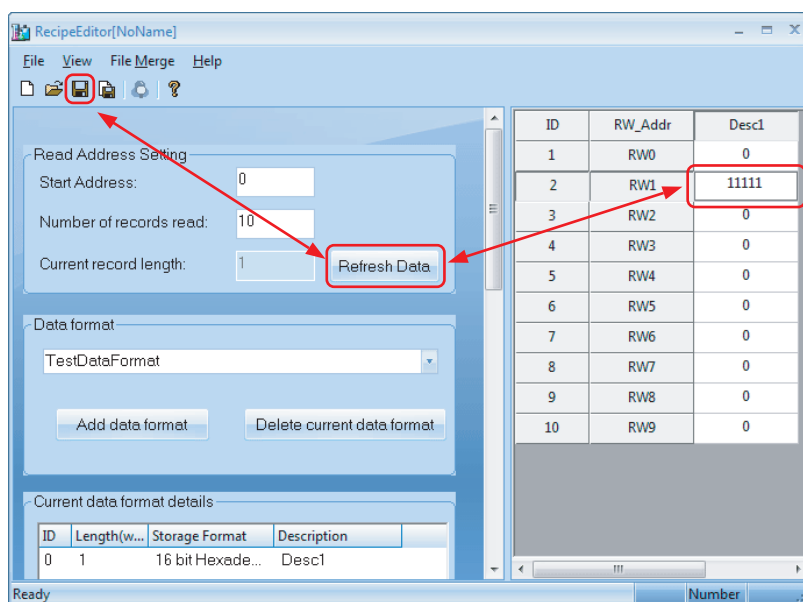 RecipeEditor[NoName]
File View File Merge Help
Read Address Setting
Start Address: 0
Number of records read: 10
Current record length: 1
Refresh Data
Data format
TestDataFormat
Add data format Delete current data format
Current data format details
ID Length(w... Storage Format Description
0 1 16 bit Hexade... Desc1
ID RW_Addr Desc1
1 RW0 0
2 RW1 11111
3 RW2 0
4 RW3 0
5 RW4 0
6 RW5 0
7 RW6 0
8 RW7 0
9 RW8 0
10 RW9 0
Ready Number